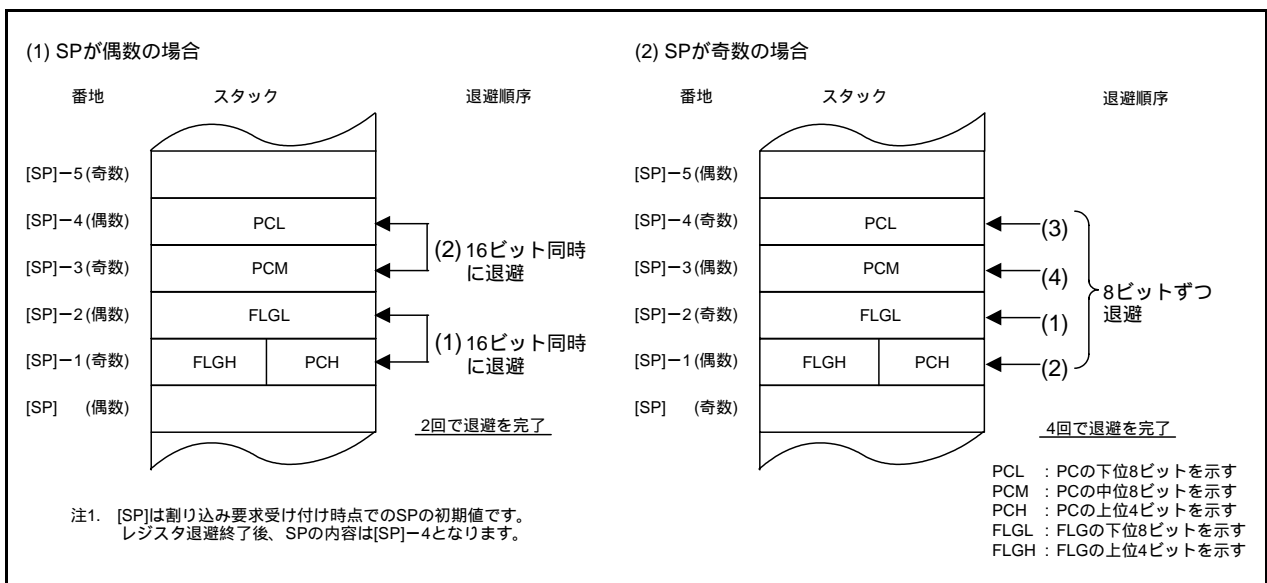 (1) SPが偶数の場合
番地 スタック 退避順序
[SP]ー5(奇数)
[SP]ー4(偶数) PCL
[SP]ー3(奇数) PCM
(2) 16ビット同時
に退避
[SP]ー2(偶数) FLGL
[SP]ー1(奇数) FLGH PCH
(1) 16ビット同時
に退避
[SP] (偶数)
2回で退避を完了
注1. [SP]は割り込み要求受け付け時点でのSPの初期値です。
レジスタ退避終了後、SPの内容は[SP]ー4となります。
(2) SPが奇数の場合
番地 スタック 退避順序
[SP]ー5(偶数)
[SP]ー4(奇数) PCL (3)
[SP]ー3(偶数) PCM (4)
[SP]ー2(奇数) FLGL (1)
[SP]ー1(偶数) FLGH PCH (2)
8ビットずつ
退避
[SP] (奇数)
4回で退避を完了
PCL : PCの下位8ビットを示す
PCM : PCの中位8ビットを示す
PCH : PCの上位4ビットを示す
FLGL : FLGの下位8ビットを示す
FLGH : FLGの上位4ビットを示す